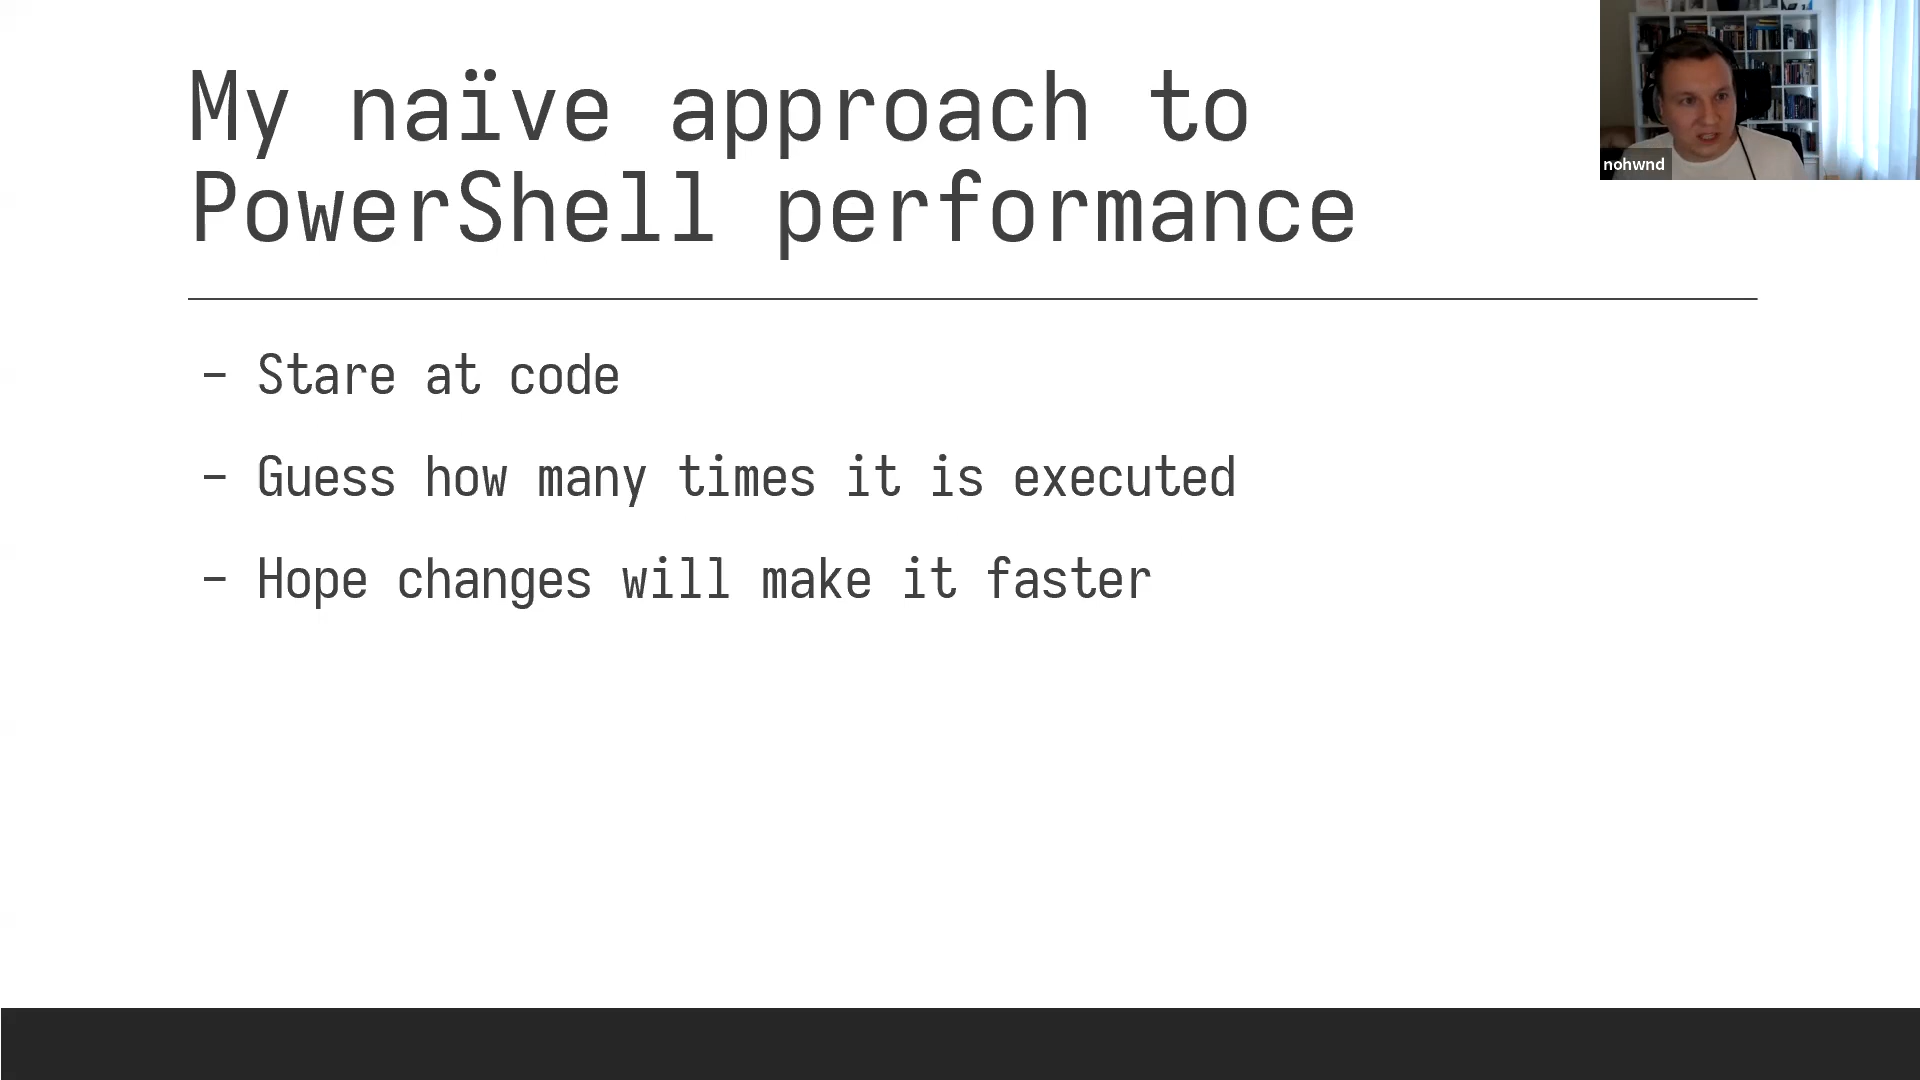 My naïve approach to
PowerShell performance
nohwnd
– Stare at code
– Guess how many times it is executed
– Hope changes will make it faster